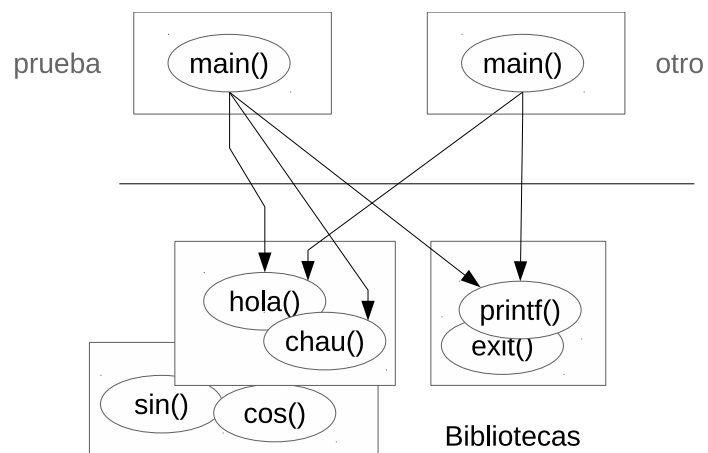 prueba
main()
main()
otro
hola()
chau()
printf()
exit()
sin()
cos()
Bibliotecas